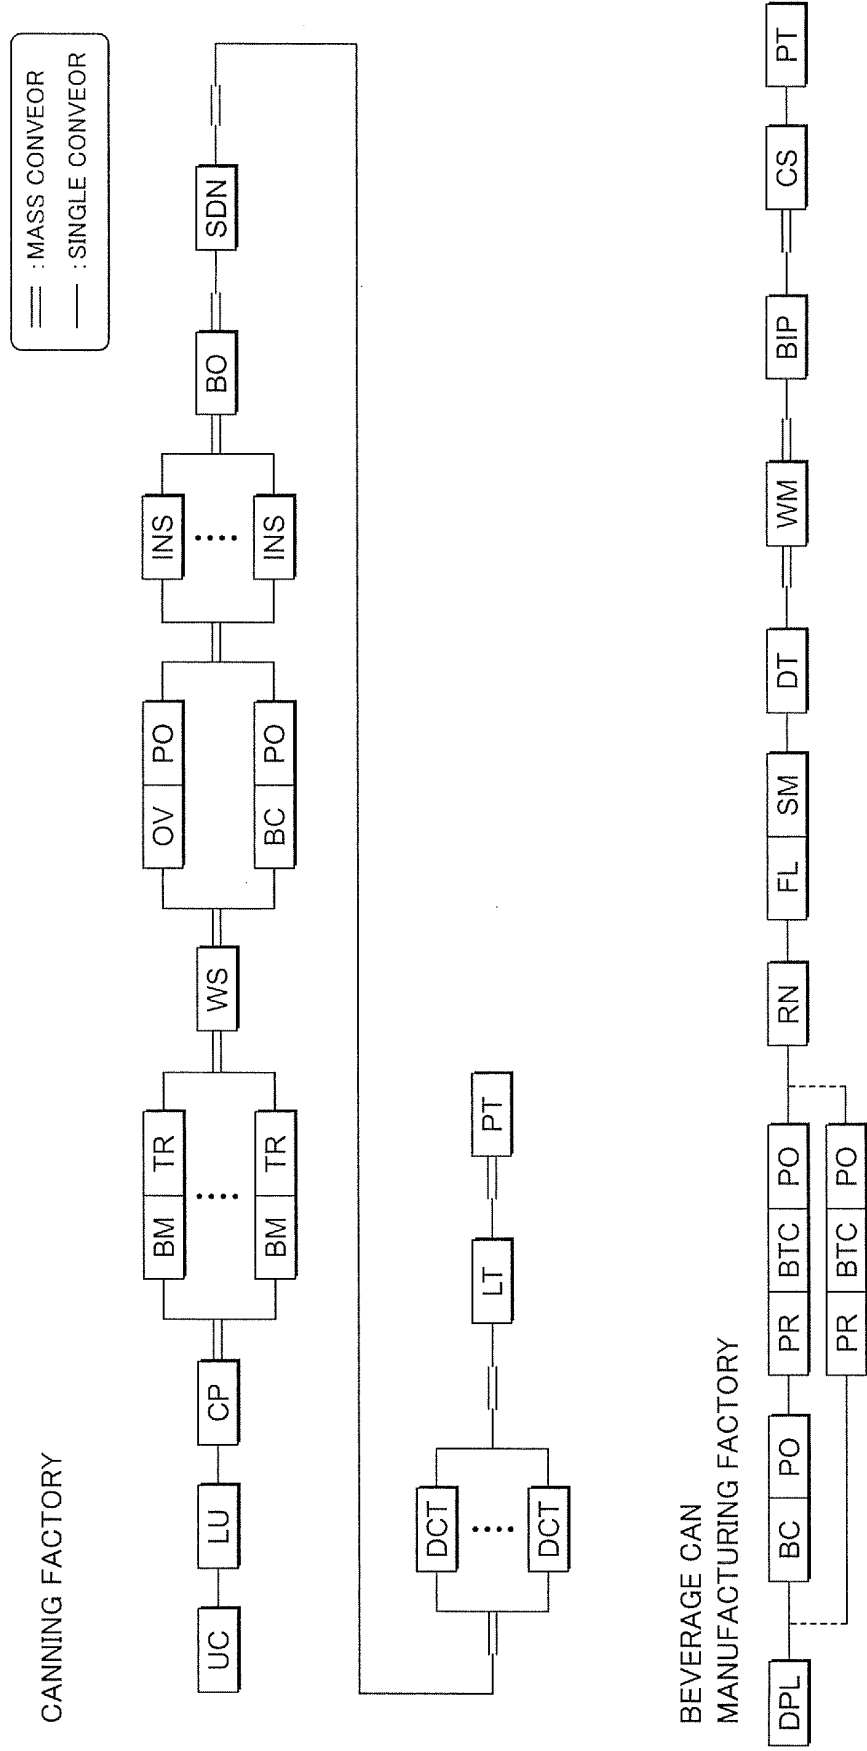 CANNING FACTORY
: MASS CONVEOR
: SINGLE CONVEOR
UC
LU
CP
BM TR
BM TR
WS
OV PO
BC PO
INS
INS
BO
SDN
DCT
DCT
LT
PT
BEVERAGE CAN
MANUFACTURING FACTORY
DPL
BC PO
PR BTC PO
PR BTC PO
RN
FL SM
DT
WM
BIP
CS
PT